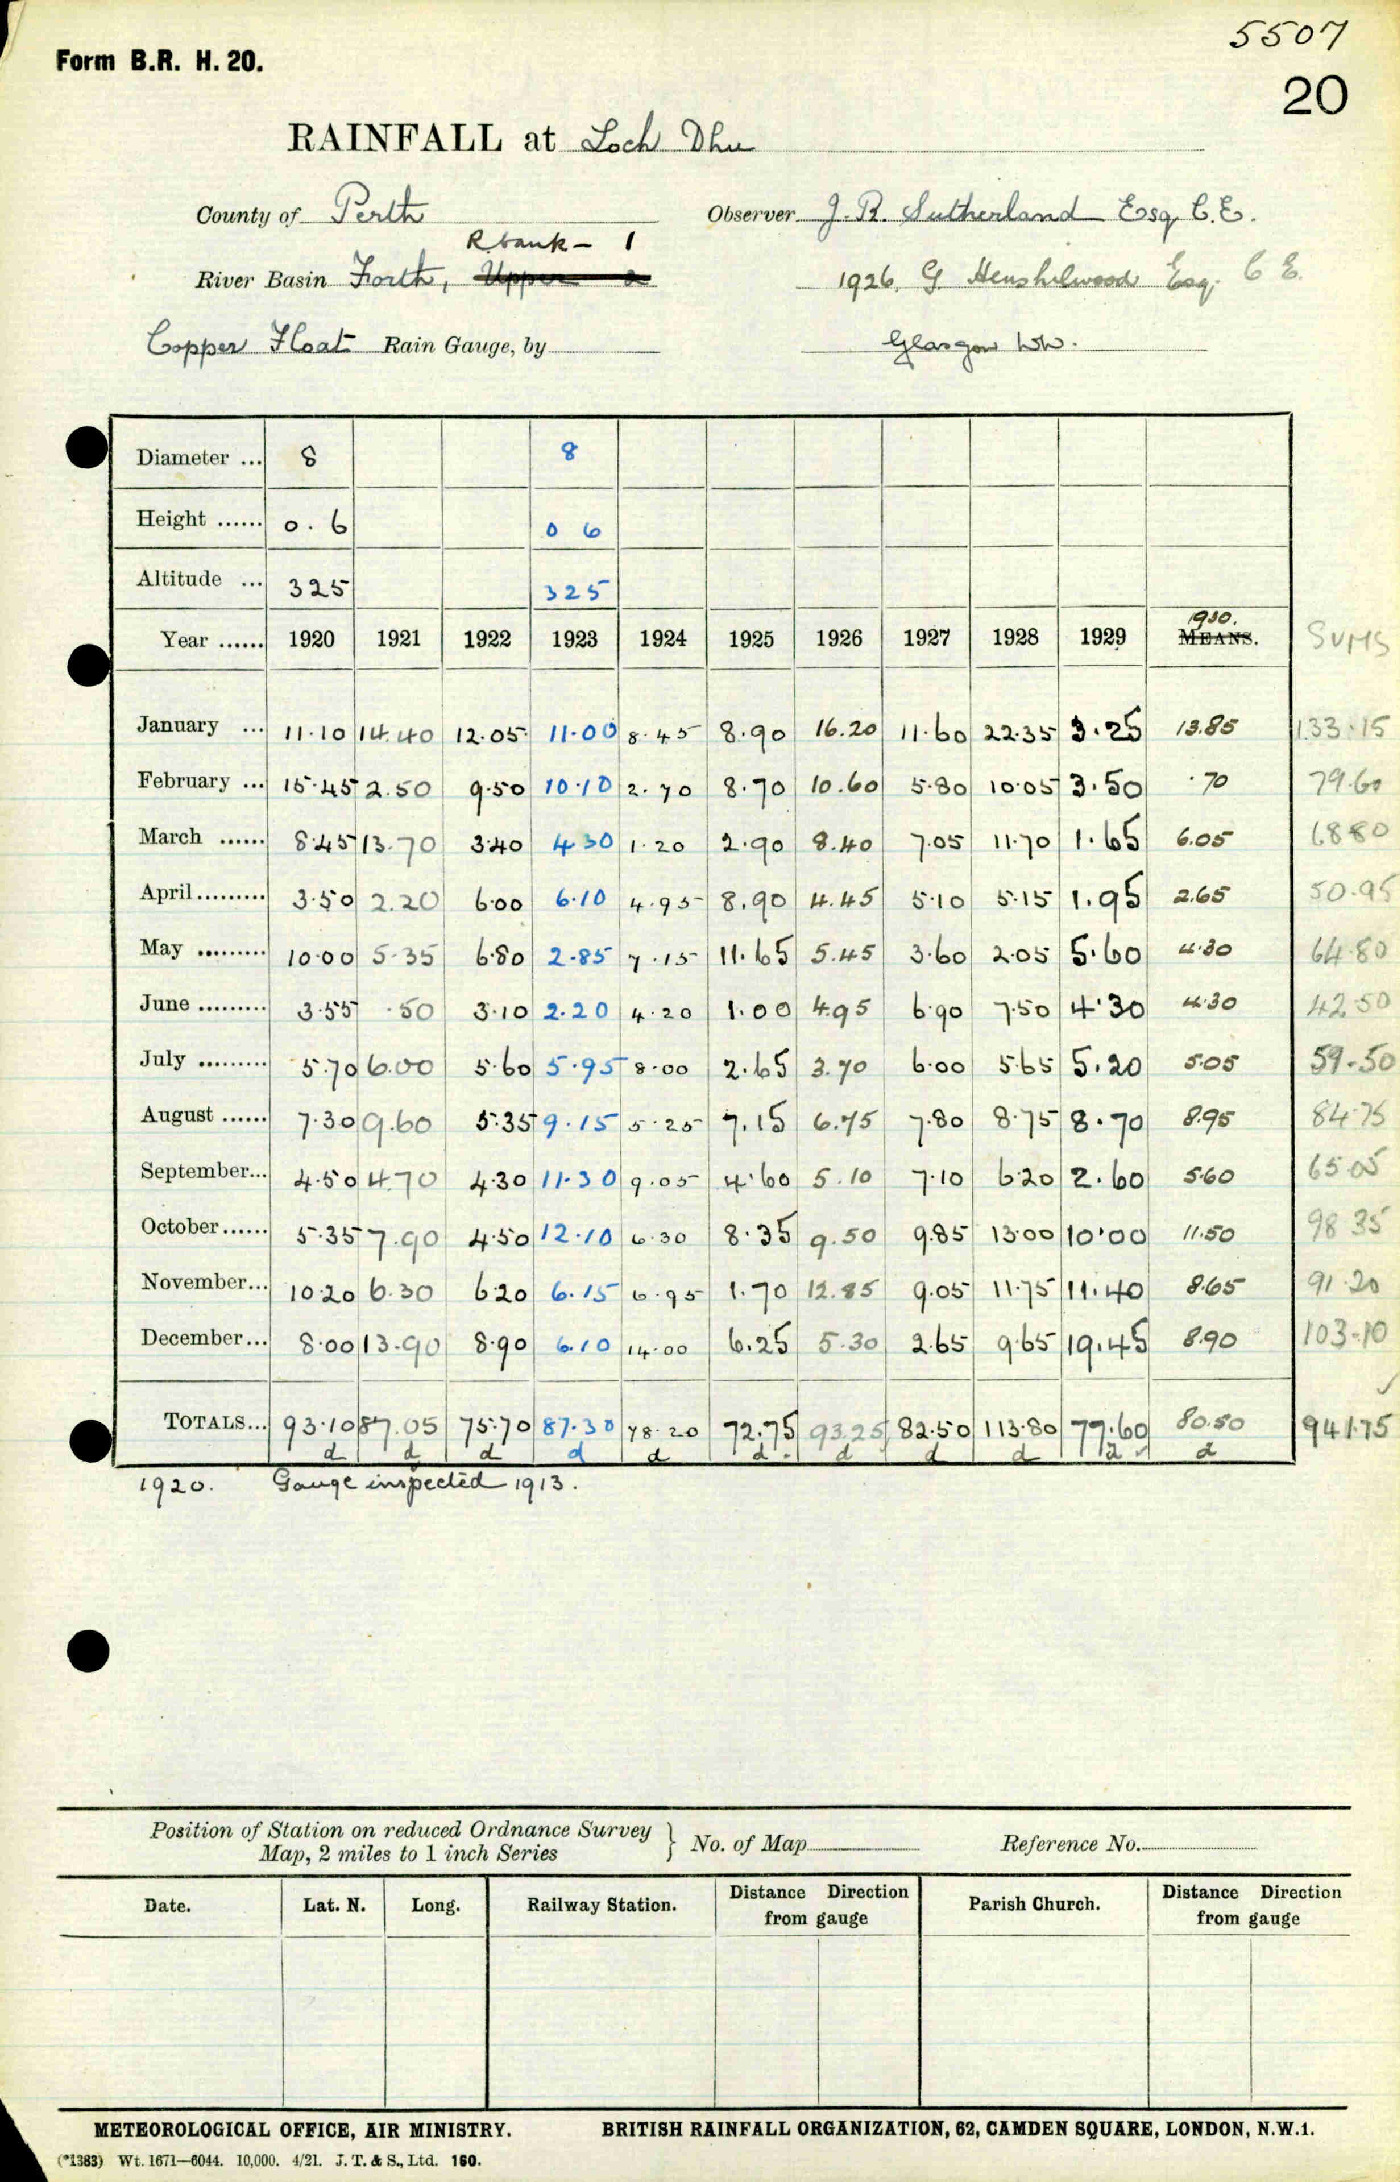 5507
Form B.R. H. 20.
20
RAINFALL at Loch Dhu
County of Perth Observer J. R. Sutherland Esq C.E.
R bank - 1
River Basin Forth, Upper 2 1926. G. Henshilwood Esq. C E.
Copper Float Rain Gauge, by Glasgow WW.
Diameter ... 8 8
Height ...... 0.6 0 6
Altitude ... 325 325
1930.
Year ...... 1920 1921 1922 1923 1924 1925 1926 1927 1928 1929 MEANS. SUMS
January ... 11.10 14.40 12.05 11.00 8.45 8.90 16.20 11.60 22.35 3.25 13.85 133.15
February ... 15.45 2.50 9.50 10.10 2.70 8.70 10.60 5.80 10.05 3.50 .70 79.60
March ...... 8.45 13.70 3.40 4.30 1.20 2.90 8.40 7.05 11.70 1.65 6.05 68.80
April......... 3.50 2.20 6.00 6.10 4.95 8.90 4.45 5.10 5.15 1.95 2.65 50.95
May ......... 10.00 5.35 6.80 2.85 7.15 11.65 5.45 3.60 2.05 5.60 4.30 64.80
June ......... 3.55 .50 3.10 2.20 4.20 1.00 4.95 6.90 7.50 4.30 4.30 42.50
July ......... 5.70 6.00 5.60 5.95 8.00 2.65 3.70 6.00 5.65 5.20 5.05 59.50
August ...... 7.30 9.60 5.35 9.15 5.25 7.15 6.75 7.80 8.75 8.70 8.95 84.75
September... 4.50 4.70 4.30 11.30 9.05 4.60 5.10 7.10 6.20 2.60 5.60 65.05
October...... 5.35 7.90 4.50 12.10 6.30 8.35 9.50 9.85 13.00 10.00 11.50 98.35
November... 10.20 6.30 6.20 6.15 6.95 1.70 12.85 9.05 11.75 11.40 8.65 91.20
December... 8.00 13.90 8.90 6.10 14.00 6.25 5.30 2.65 9.65 19.45 8.90 103.10
TOTALS... 93.10 87.05 75.70 87.30 78.20 72.75 93.25 82.50 113.80 77.60 80.50 941.75
d d d d d d d d d d d
1920. Gauge inspected 1913.
Position of Station on reduced Ordnance Survey
Map, 2 miles to 1 inch Series } No. of Map Reference No.
Date. Lat. N. Long. Railway Station. Distance Direction from gauge Parish Church. Distance Direction from gauge
METEOROLOGICAL OFFICE, AIR MINISTRY. BRITISH RAINFALL ORGANIZATION, 62, CAMDEN SQUARE, LONDON, N.W.1.
(*1383) Wt. 1671—6044. 10,000. 4/21. J. T. & S., Ltd. 160.